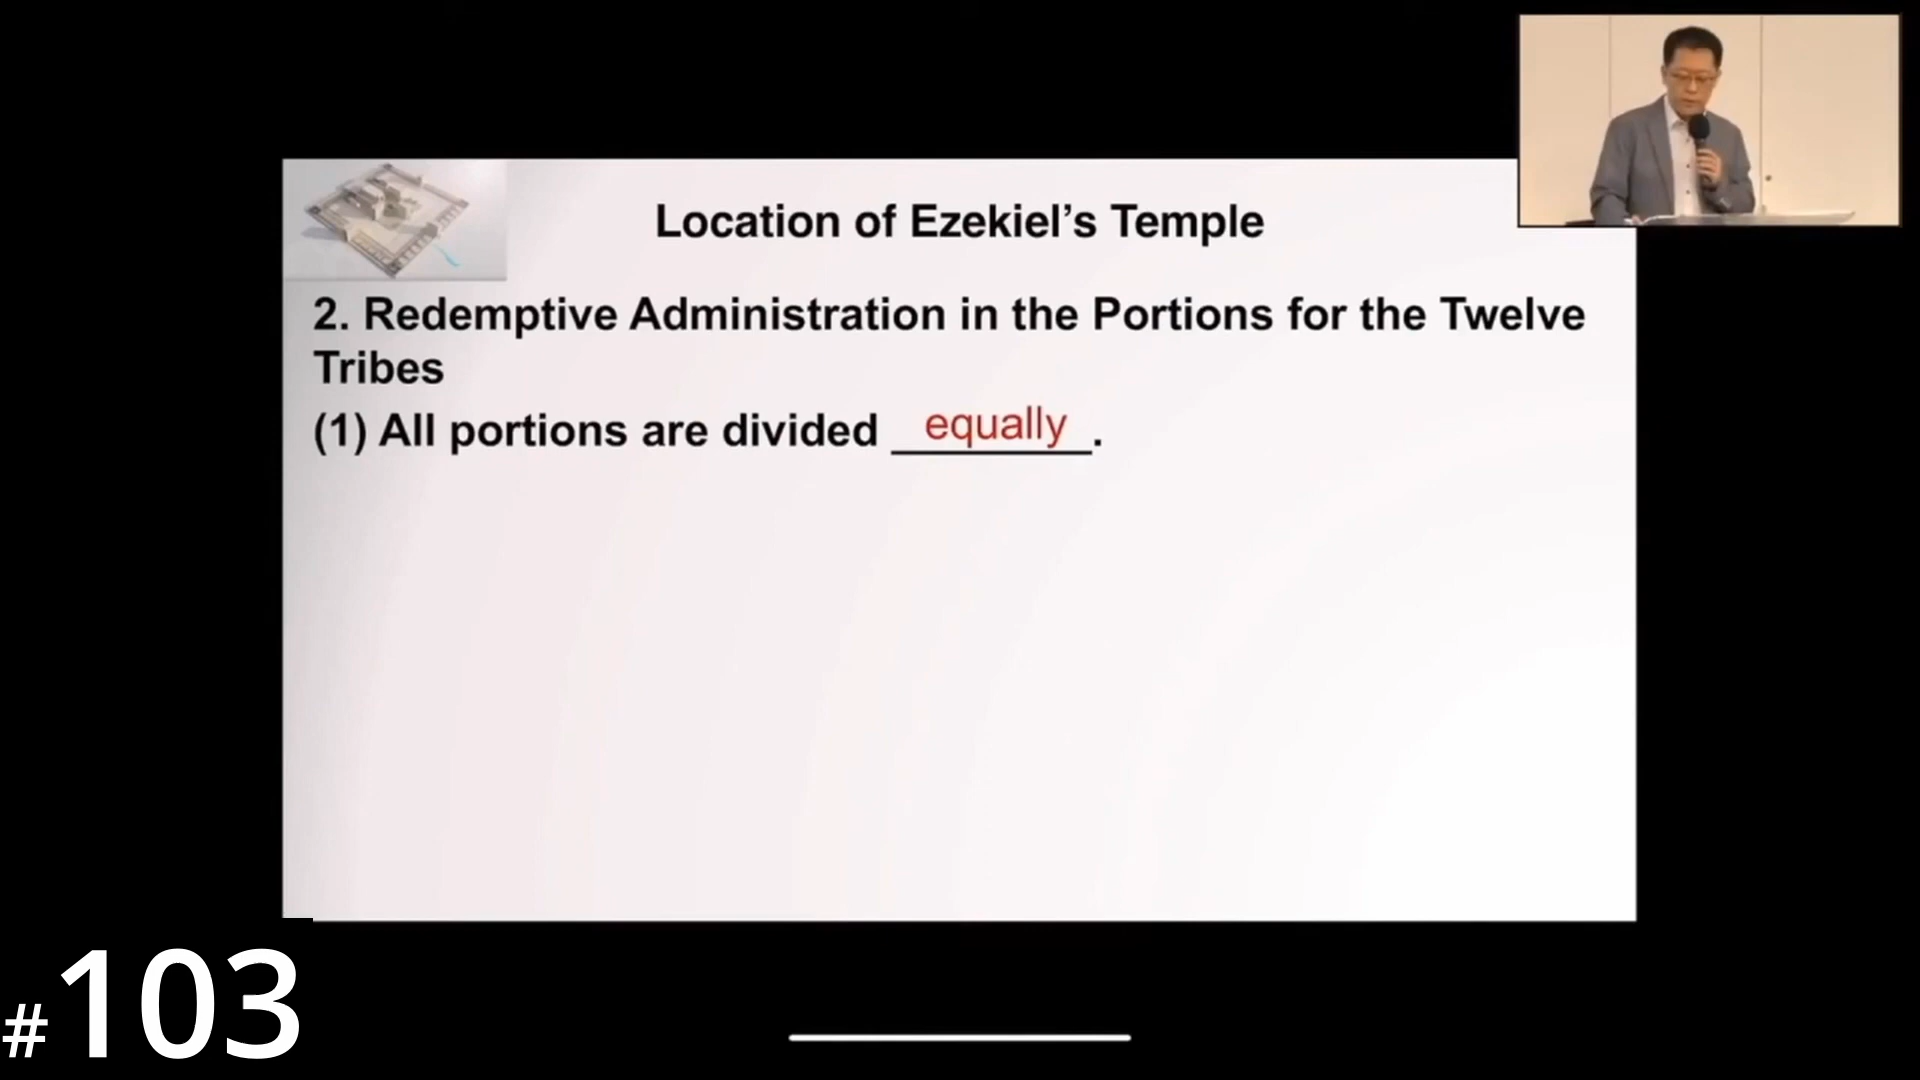 Location of Ezekiel’s Temple
2. Redemptive Administration in the Portions for the Twelve
Tribes
(1) All portions are divided equally.
#103